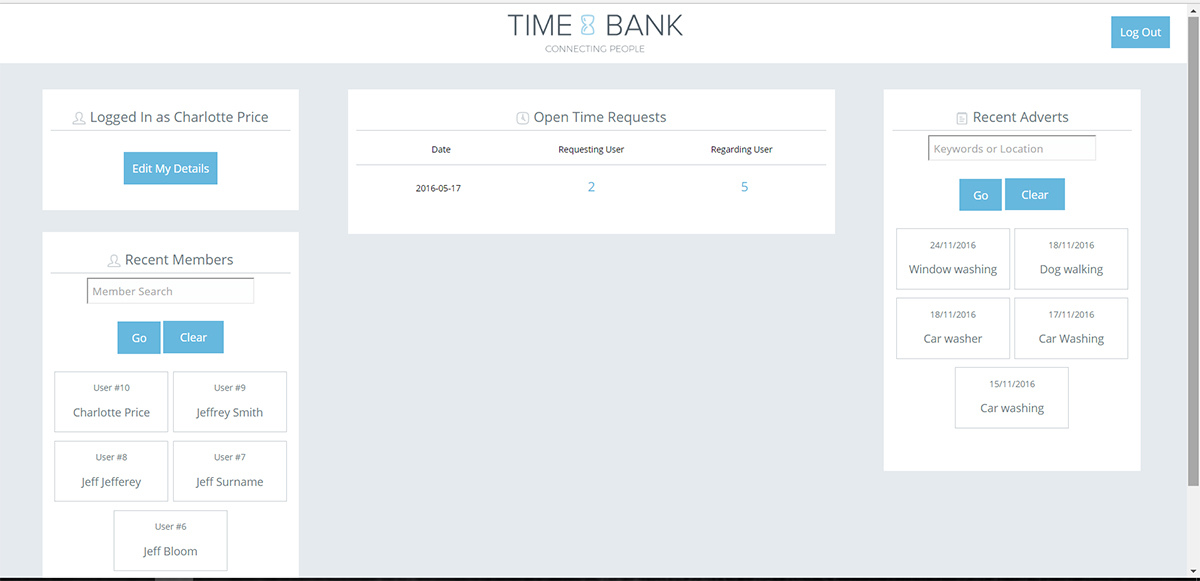 TIME BANK
CONNECTING PEOPLE
Log Out
Logged In as Charlotte Price
Edit My Details
Recent Members
Member Search
Go Clear
User #10 User #9
Charlotte Price Jeffrey Smith
User #8 User #7
Jeff Jefferey Jeff Surname
User #6
Jeff Bloom
Open Time Requests
Date Requesting User Regarding User
2016-05-17 2 5
Recent Adverts
Keywords or Location
Go Clear
24/11/2016 18/11/2016
Window washing Dog walking
18/11/2016 17/11/2016
Car washer Car Washing
15/11/2016
Car washing